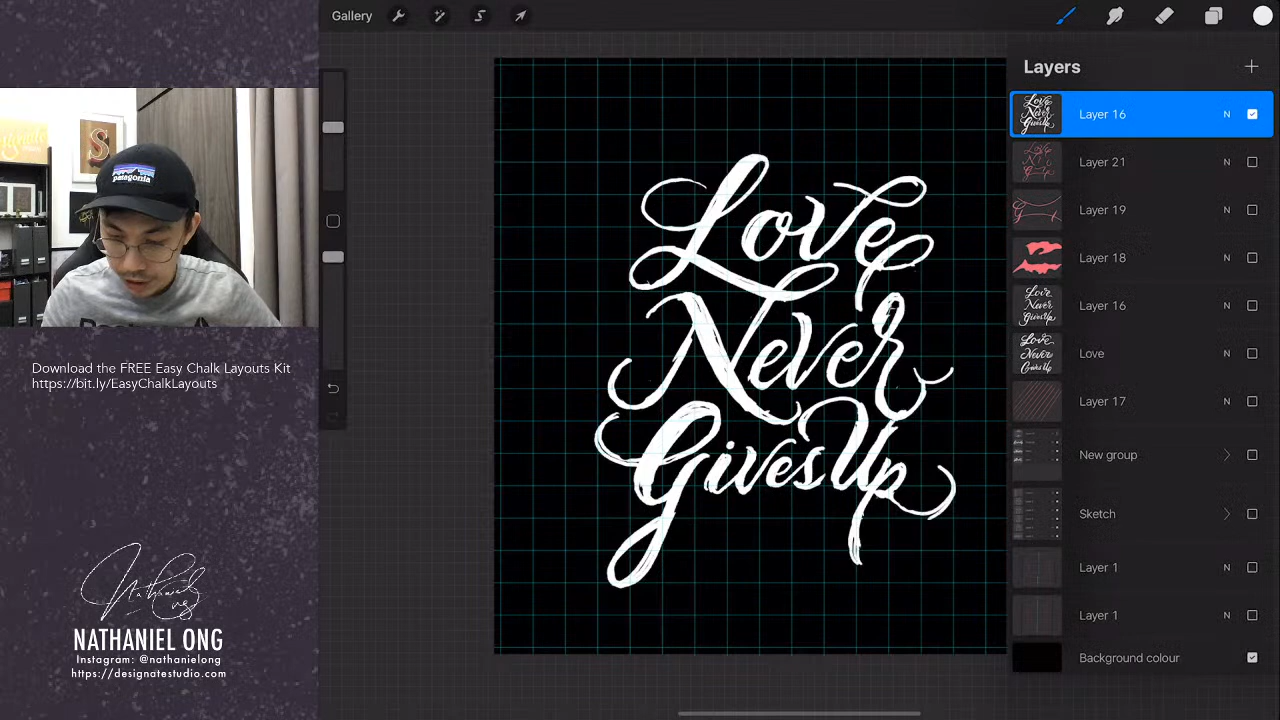 Gallery
Layers
Layer 16 N
Layer 21 N
Layer 19 N
Layer 18 N
Layer 16 N
Love N
Layer 17 N
New group
Sketch
Layer 1 N
Layer 1 N
Background colour
Love
Never
Gives Up
S
patagonia
Download the FREE Easy Chalk Layouts Kit
https://bit.ly/EasyChalkLayouts
NATHANIEL ONG
Instagram: @nathanielong
https://designatestudio.com